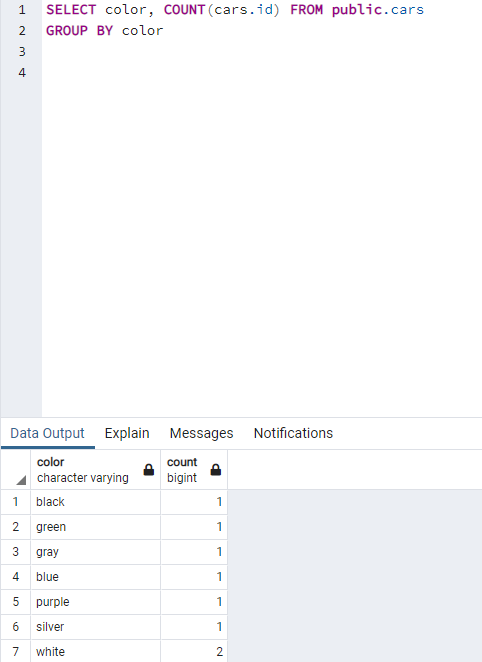 1 SELECT color, COUNT(cars.id) FROM public.cars
2 GROUP BY color
3
4
Data Output Explain Messages Notifications
color count
character varying bigint
1 black 1
2 green 1
3 gray 1
4 blue 1
5 purple 1
6 silver 1
7 white 2